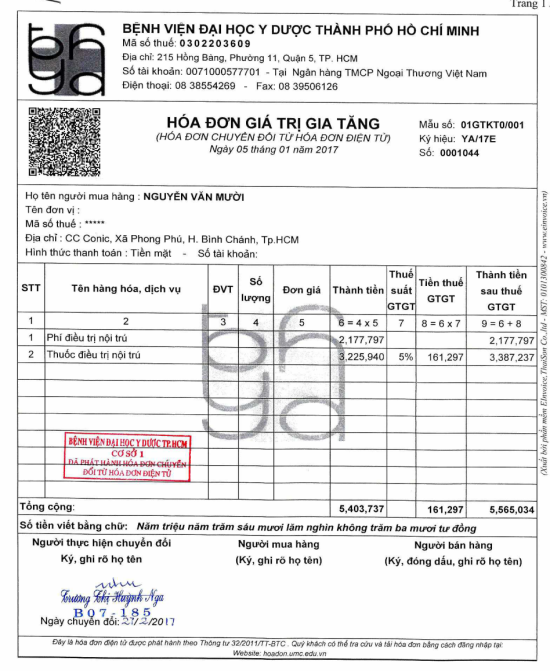 Trang 1
BỆNH VIỆN ĐẠI HỌC Y DƯỢC THÀNH PHỐ HỒ CHÍ MINH
Mã số thuế: 0302203609
Địa chỉ: 215 Hồng Bàng, Phường 11, Quận 5, TP. HCM
Số tài khoản: 0071000577701 - Tại Ngân hàng TMCP Ngoại Thương Việt Nam
Điện thoại: 08 38554269 - Fax: 08 39506126
HÓA ĐƠN GIÁ TRỊ GIA TĂNG
(HÓA ĐƠN CHUYỂN ĐỔI TỪ HÓA ĐƠN ĐIỆN TỬ)
Ngày 05 tháng 01 năm 2017
Mẫu số: 01GTKT0/001
Ký hiệu: YA/17E
Số: 0001044
Họ tên người mua hàng : NGUYỄN VĂN MƯỜI
Tên đơn vị :
Mã số thuế : *****
Địa chỉ : CC Conic, Xã Phong Phú, H. Bình Chánh, Tp.HCM
Hình thức thanh toán : Tiền mặt - Số tài khoản:
STT Tên hàng hóa, dịch vụ ĐVT Số lượng Đơn giá Thành tiền Thuế suất GTGT Tiền thuế GTGT Thành tiền sau thuế GTGT
1 2 3 4 5 6 = 4 x 5 7 8 = 6 x 7 9 = 6 + 8
1 Phí điều trị nội trú 2,177,797 2,177,797
2 Thuốc điều trị nội trú 3,225,940 5% 161,297 3,387,237
BỆNH VIỆN ĐẠI HỌC Y DƯỢC TP.HCM
CƠ SỞ 1
ĐÃ PHÁT HÀNH HÓA ĐƠN CHUYỂN
ĐỔI TỪ HÓA ĐƠN ĐIỆN TỬ
Tổng cộng: 5,403,737 161,297 5,565,034
Số tiền viết bằng chữ: Năm triệu năm trăm sáu mươi lăm nghìn không trăm ba mươi tư đồng
Người thực hiện chuyển đổi Người mua hàng Người bán hàng
Ký, ghi rõ họ tên (Ký, ghi rõ họ tên) (Ký, đóng dấu, ghi rõ họ tên)
Trương Thị Huỳnh Nga
B07-185
Ngày chuyển đổi: 27/2/2017
Đây là hóa đơn điện tử được phát hành theo Thông tư 32/2011/TT-BTC . Quý khách có thể tra cứu và tải hóa đơn bằng cách đăng nhập tại:
Website: hoadon.umc.edu.vn
(Xuất bởi phần mềm EInvoice,ThaiSon Co.,ltd - MST: 0101300842 - www.einvoice.vn)